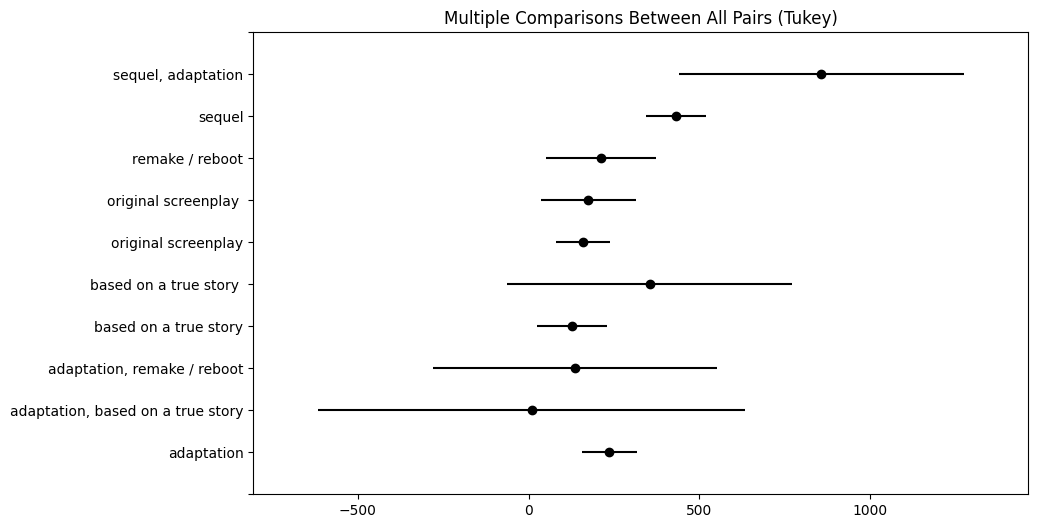 Multiple Comparisons Between All Pairs (Tukey)
sequel, adaptation
sequel
remake / reboot
original screenplay
original screenplay
based on a true story
based on a true story
adaptation, remake / reboot
adaptation, based on a true story
adaptation
−500 0 500 1000